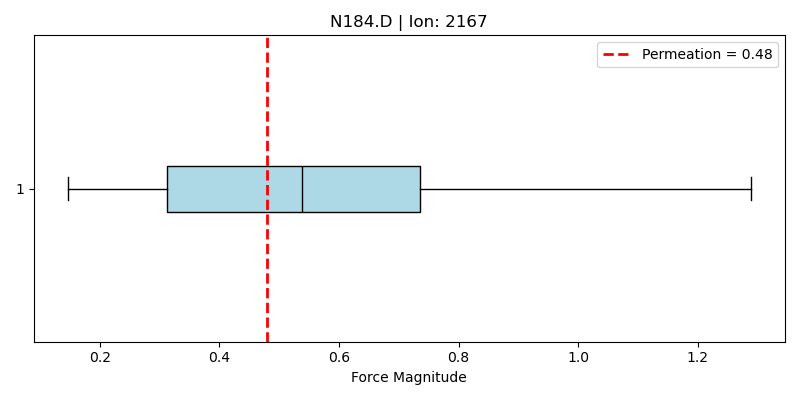 N184.D | Ion: 2167
Permeation = 0.48
1
0.2 0.4 0.6 0.8 1.0 1.2
Force Magnitude